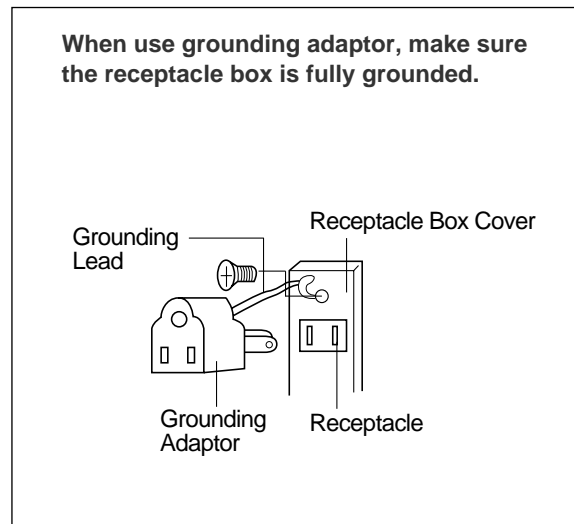 When use grounding adaptor, make sure
the receptacle box is fully grounded.
Grounding
Lead
Receptacle Box Cover
Grounding
Adaptor
Receptacle